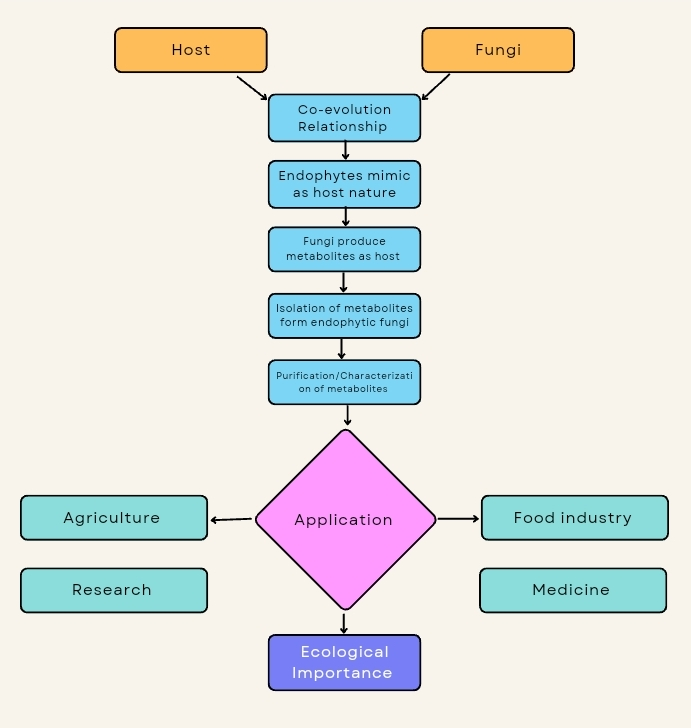 Host
Fungi
Co-evolution
Relationship
Endophytes mimic
as host nature
Fungi produce
metabolites as host
Isolation of metabolites
form endophytic fungi
Purification/Characterizati
on of metabolites
Application
Agriculture
Food industry
Research
Medicine
Ecological
Importance